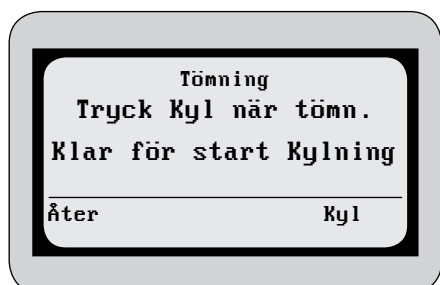 Tömning
Tryck Kyl när tömn.
Klar för start Kylning
Åter Kyl